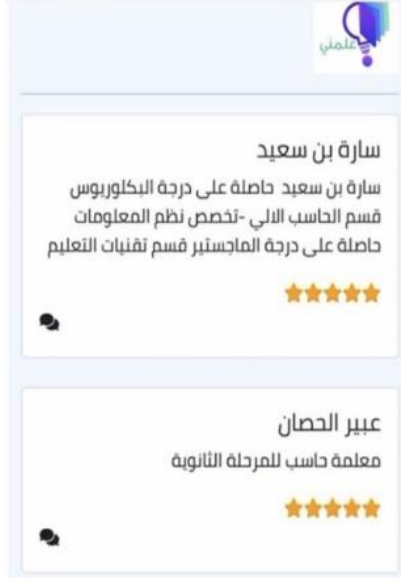 علمني
سارة بن سعيد
سارة بن سعيد حاصلة على درجة البكلوريوس
قسم الحاسب الالي -تخصص نظم المعلومات
حاصلة على درجة الماجستير قسم تقنيات التعليم
عبير الحصان
معلمة حاسب للمرحلة الثانوية